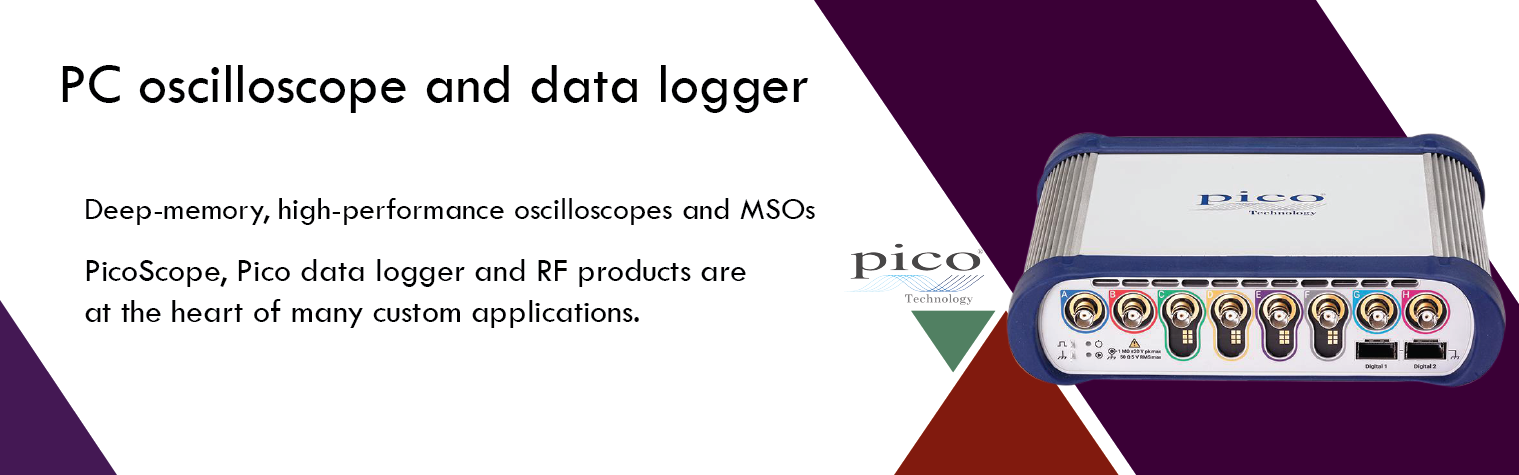 PC oscilloscope and data logger
Deep-memory, high-performance oscilloscopes and MSOs
PicoScope, Pico data logger and RF products are
at the heart of many custom applications.
pico
Technology
pico
Technology
A B C D E F G H
1 MΩ ±20 V pk max
50 Ω 5 V RMS max
Digital 1 Digital 2